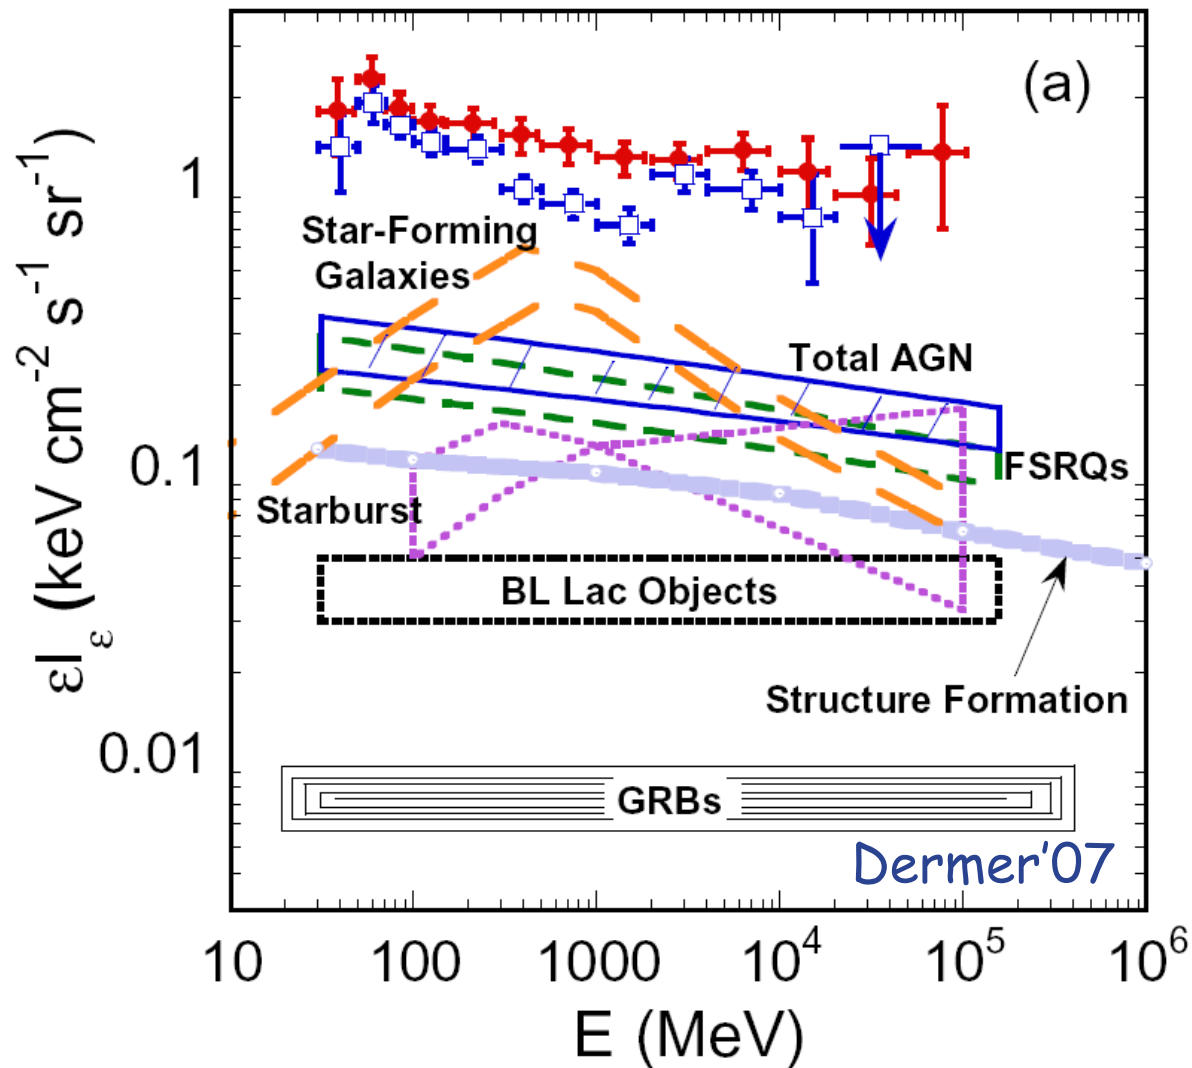 (a)
1
0.1
0.01
εI_ε (keV cm^-2 s^-1 sr^-1)
Star-Forming
Galaxies
Total AGN
FSRQs
Starburst
BL Lac Objects
Structure Formation
GRBs
Dermer'07
10 100 1000 10^4 10^5 10^6
E (MeV)